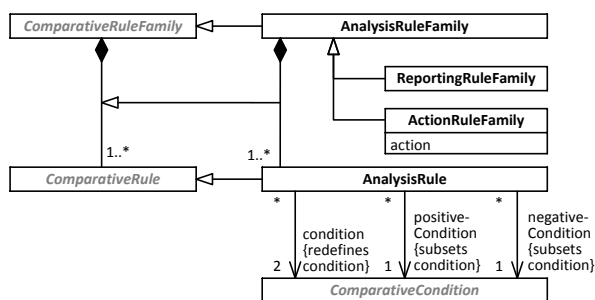 ComparativeRuleFamily
AnalysisRuleFamily
ReportingRuleFamily
ActionRuleFamily
action
1..*
1..*
ComparativeRule
AnalysisRule
*
*
*
condition
{redefines
condition}
2
positive-
Condition
{subsets
condition}
1
negative-
Condition
{subsets
condition}
1
ComparativeCondition